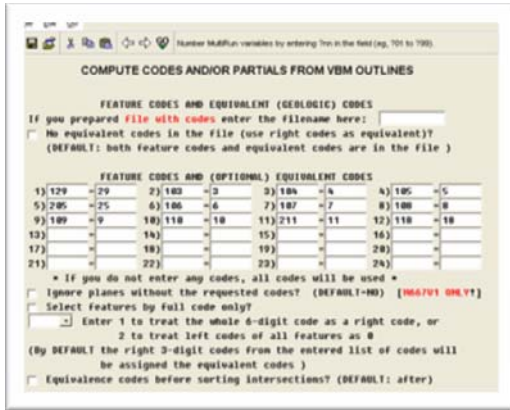 Number MultiRun variables by entering ?nn in the field (eg, ?01 to ?99).
COMPUTE CODES AND/OR PARTIALS FROM VBM OUTLINES
FEATURE CODES AND EQUIVALENT (GEOLOGIC) CODES
If you prepared file with codes enter the filename here:
No equivalent codes in the file (use right codes as equivalent)?
(DEFAULT: both feature codes and equivalent codes are in the file )
FEATURE CODES AND (OPTIONAL) EQUIVALENT CODES
1) 129 = 29 2) 103 = 3 3) 104 = 4 4) 105 = 5
5) 205 = 25 6) 106 = 6 7) 107 = 7 8) 108 = 8
9) 109 = 9 10) 110 = 10 11) 211 = 11 12) 118 = 18
13) = 14) = 15) = 16) =
17) = 18) = 19) = 20) =
21) = 22) = 23) = 24) =
* If you do not enter any codes, all codes will be used *
Ignore planes without the requested codes? (DEFAULT-NO) [M667V1 ONLY!]
Select features by full code only?
Enter 1 to treat the whole 6-digit code as a right code, or
2 to treat left codes of all features as 0
(By DEFAULT the right 3-digit codes from the entered list of codes will
be assigned the equivalent codes )
Equivalence codes before sorting intersections? (DEFAULT: after)